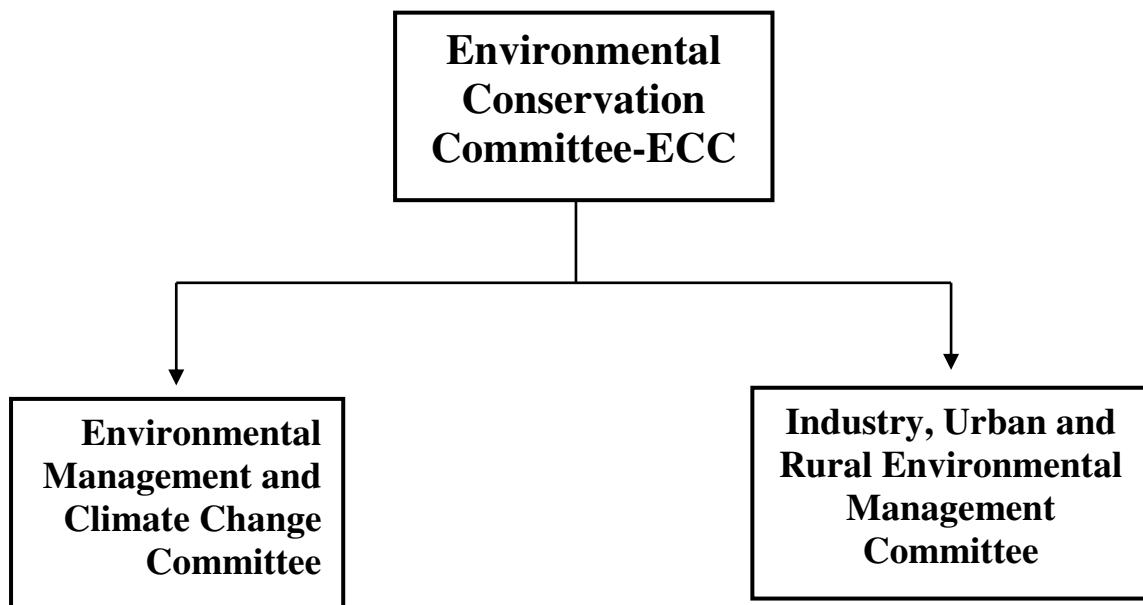 Environmental
Conservation
Committee-ECC
Environmental
Management and
Climate Change
Committee
Industry, Urban and
Rural Environmental
Management
Committee